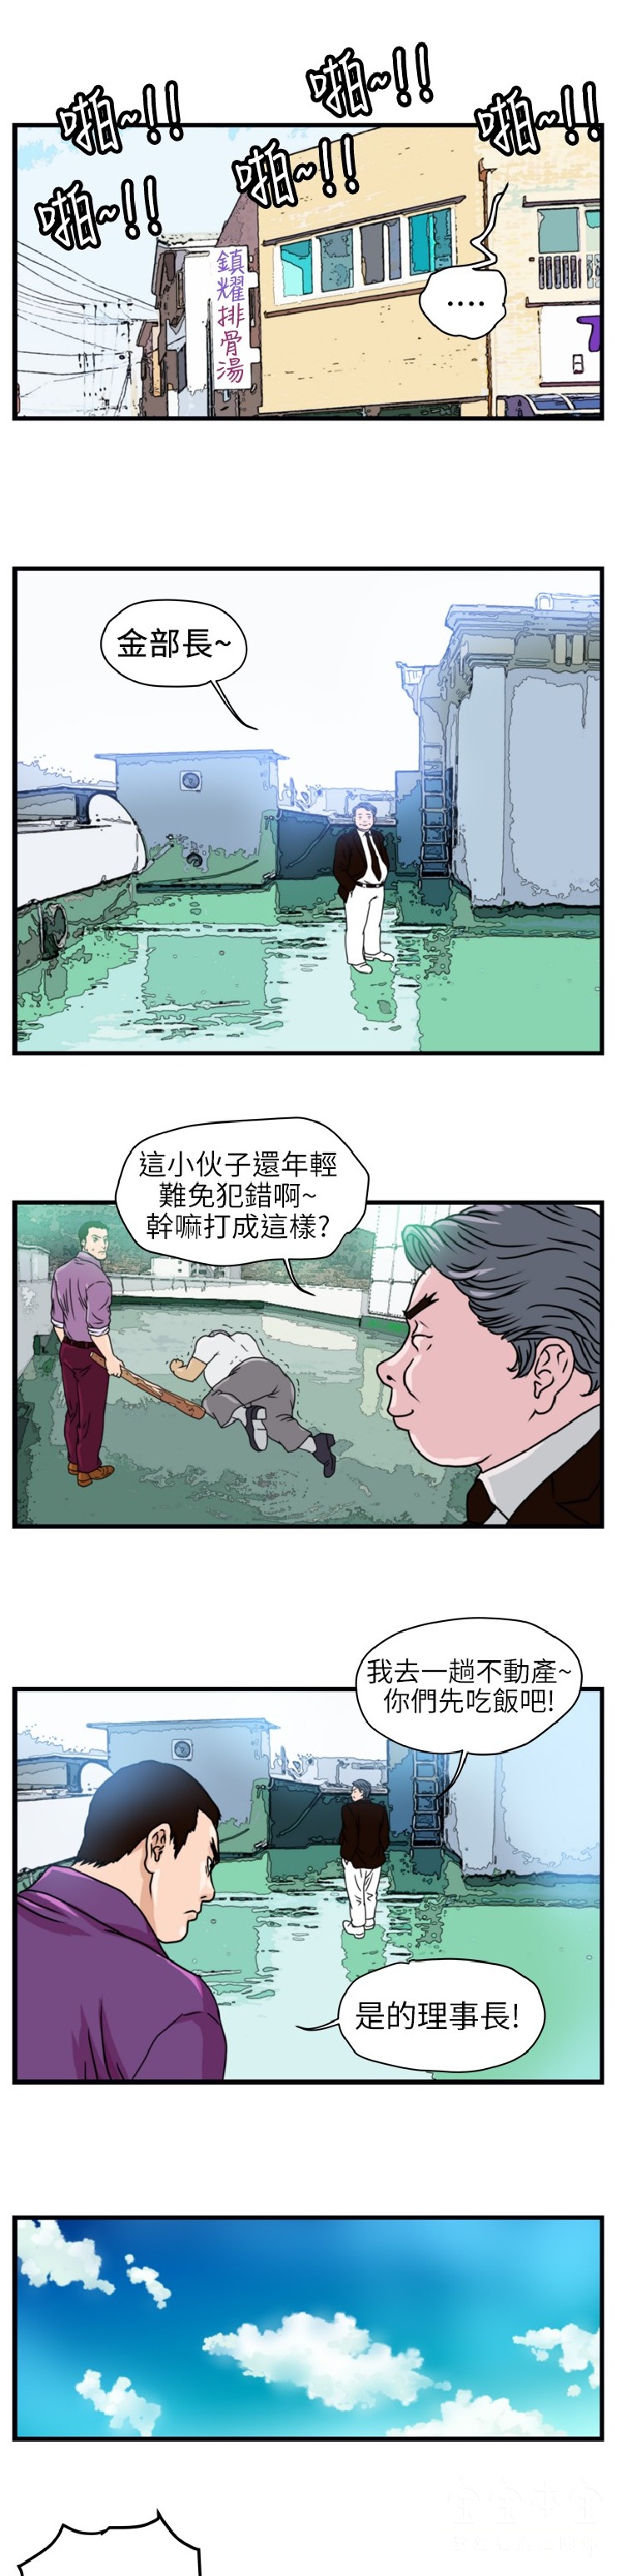 啪~!!
啪~!!
啪~!!
啪~!!
啪~!!
鎮耀排骨湯
....
金部長~
這小伙子還年輕
難免犯錯啊~
幹嘛打成這樣?
我去一趟不動產~
你們先吃飯吧!
是的理事長!